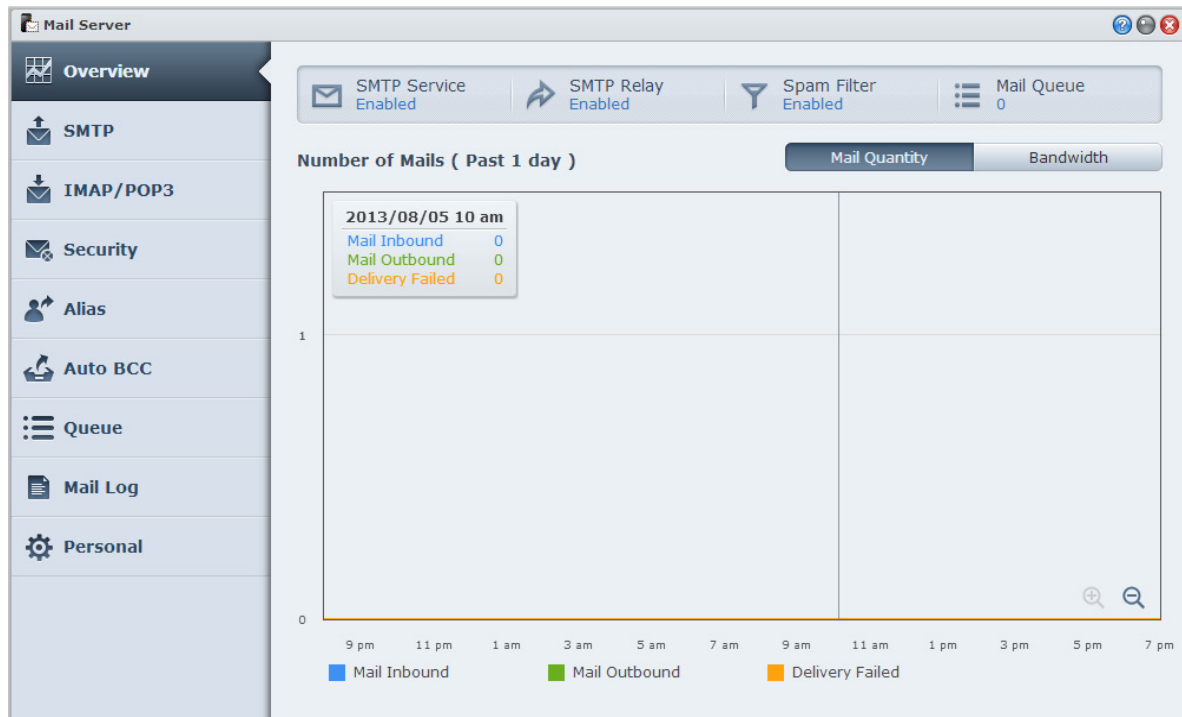 Mail Server
Overview
SMTP
IMAP/POP3
Security
Alias
Auto BCC
Queue
Mail Log
Personal
SMTP Service
Enabled
SMTP Relay
Enabled
Spam Filter
Enabled
Mail Queue
0
Number of Mails ( Past 1 day )
Mail Quantity
Bandwidth
2013/08/05 10 am
Mail Inbound 0
Mail Outbound 0
Delivery Failed 0
1
0
9 pm 11 pm 1 am 3 am 5 am 7 am 9 am 11 am 1 pm 3 pm 5 pm 7 pm
Mail Inbound Mail Outbound Delivery Failed